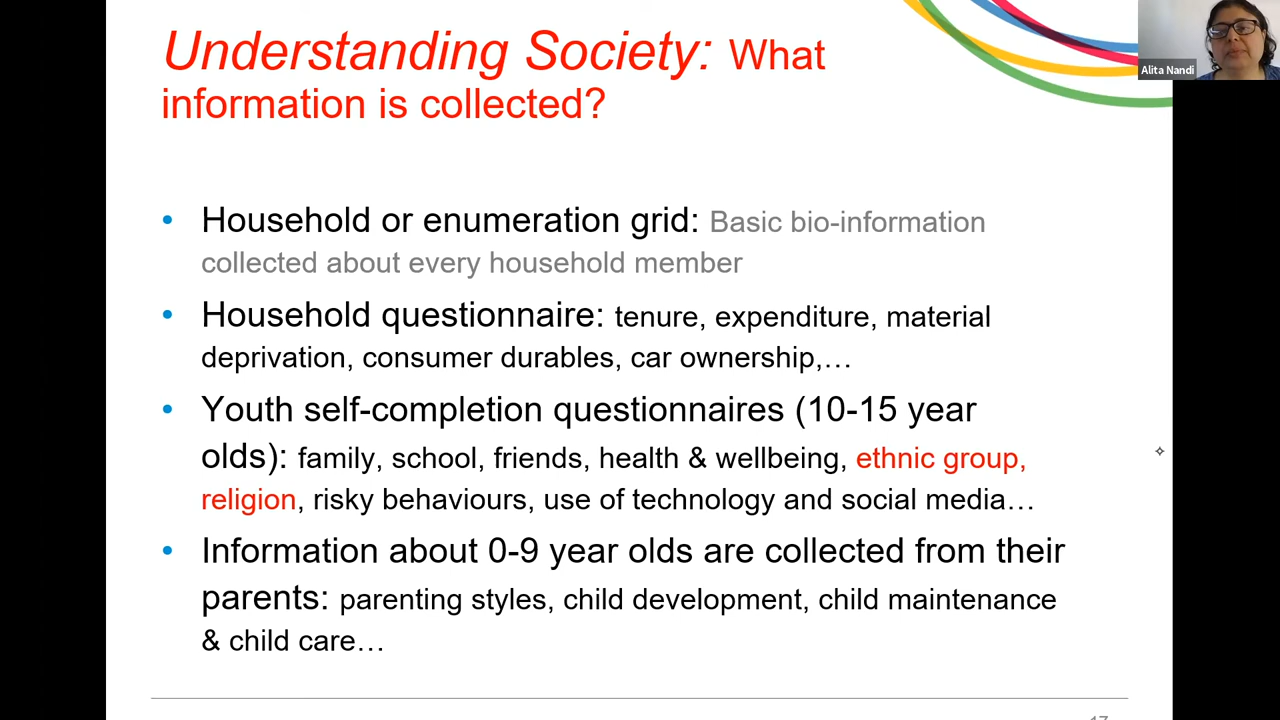 Understanding Society: What
information is collected?
Alita Nandi
• Household or enumeration grid: Basic bio-information
collected about every household member
• Household questionnaire: tenure, expenditure, material
deprivation, consumer durables, car ownership,…
• Youth self-completion questionnaires (10-15 year
olds): family, school, friends, health & wellbeing, ethnic group,
religion, risky behaviours, use of technology and social media…
• Information about 0-9 year olds are collected from their
parents: parenting styles, child development, child maintenance
& child care…
17